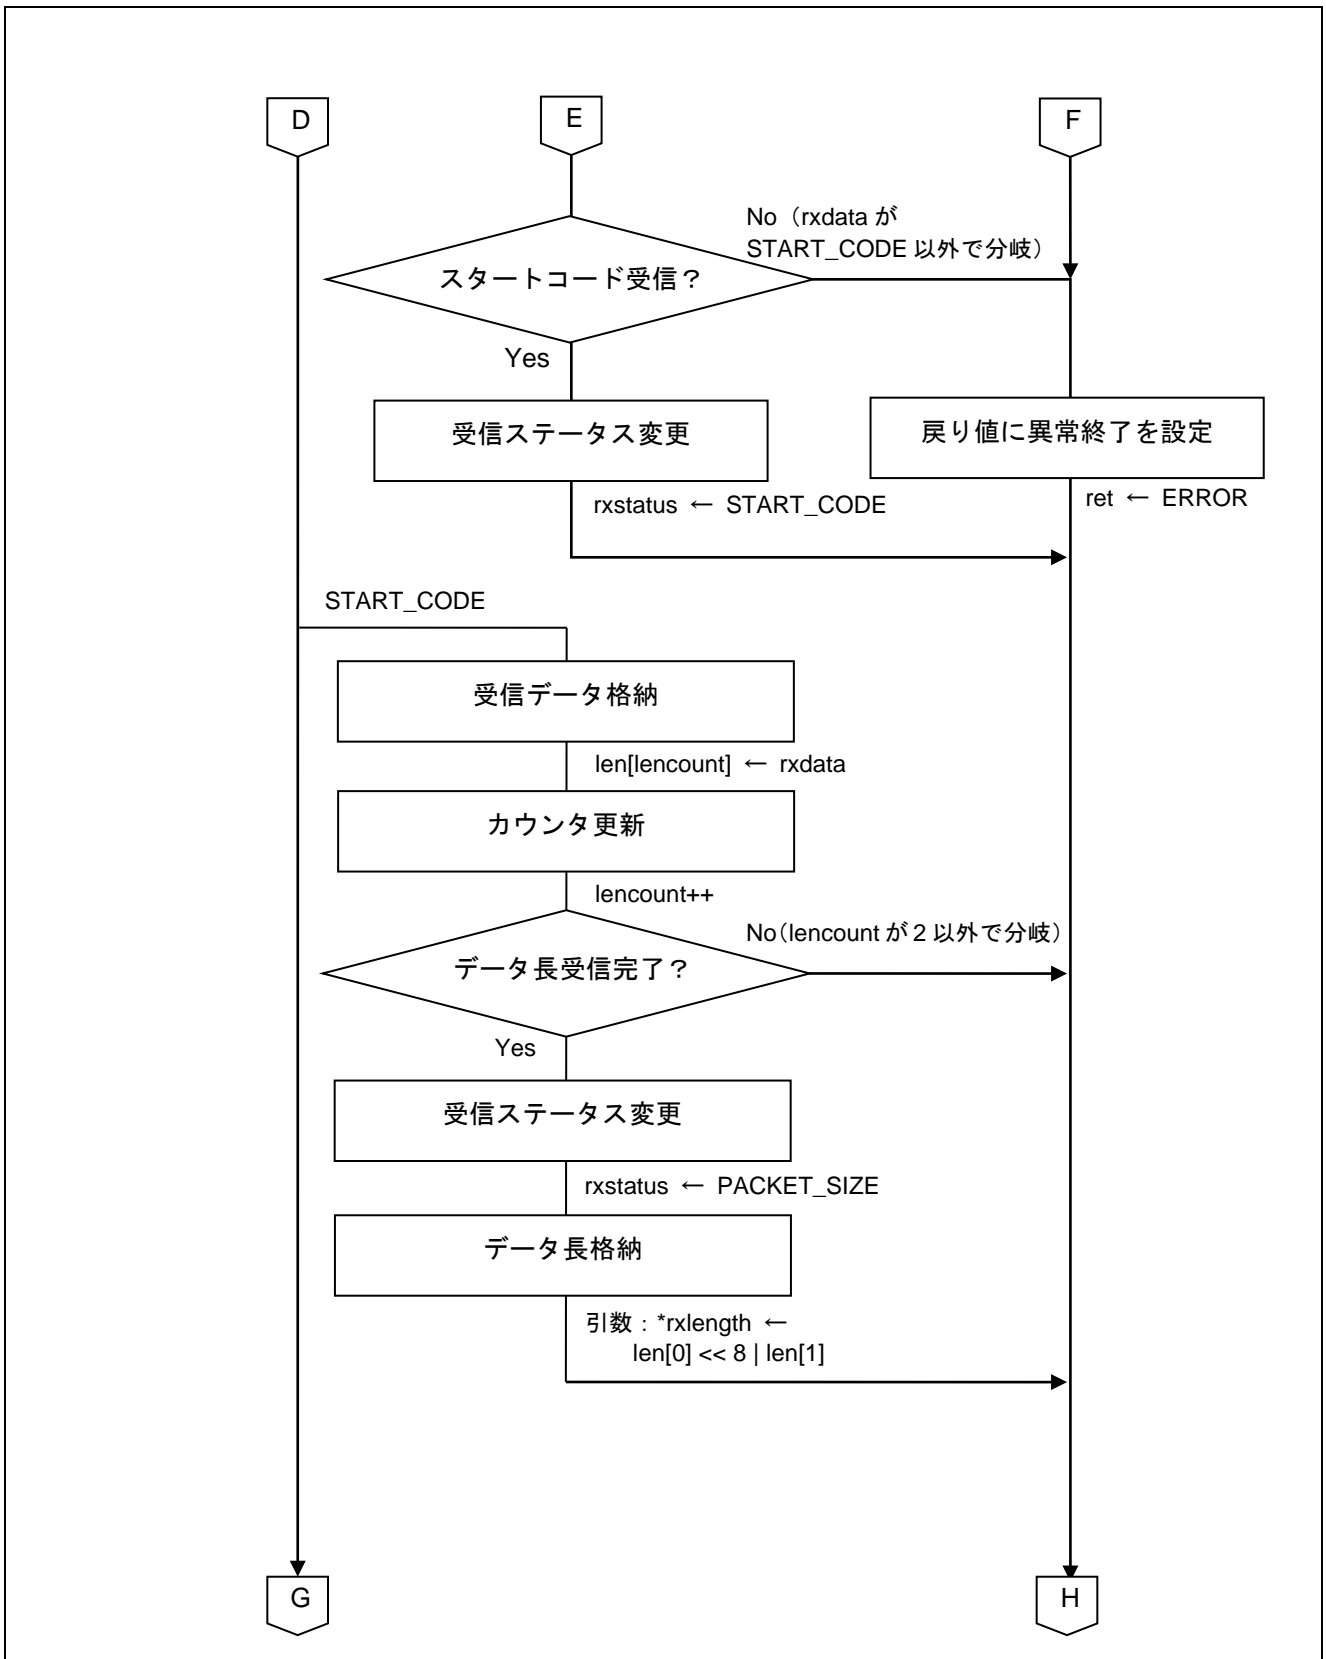 D
E
F
No（rxdata が
START_CODE 以外で分岐）
スタートコード受信？
Yes
受信ステータス変更
戻り値に異常終了を設定
rxstatus ← START_CODE
ret ← ERROR
START_CODE
受信データ格納
len[lencount] ← rxdata
カウンタ更新
lencount++
No（lencount が２以外で分岐）
データ長受信完了？
Yes
受信ステータス変更
rxstatus ← PACKET_SIZE
データ長格納
引数：*rxlength ←
len[0] << 8 | len[1]
G
H